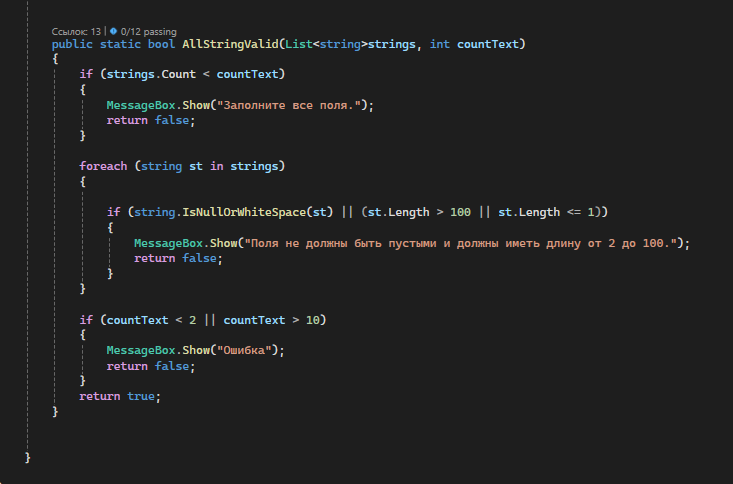 Ссылок: 13 | 0/12 passing
public static bool AllStringValid(List<string>strings, int countText)
{
if (strings.Count < countText)
{
MessageBox.Show("Заполните все поля.");
return false;
}
foreach (string st in strings)
{
if (string.IsNullOrWhiteSpace(st) || (st.Length > 100 || st.Length <= 1))
{
MessageBox.Show("Поля не должны быть пустыми и должны иметь длину от 2 до 100.");
return false;
}
}
if (countText < 2 || countText > 10)
{
MessageBox.Show("Ошибка");
return false;
}
return true;
}
}